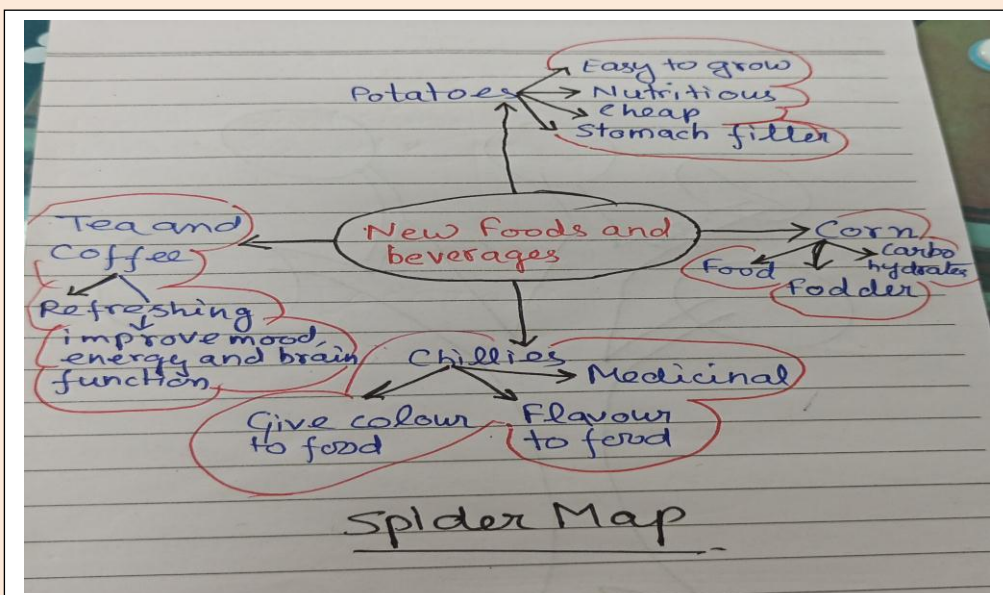 Easy to grow
Potatoes
Nutritious
cheap
Stomach filler
Tea and
Coffee
New Foods and
beverages
Corn
Food
Carbo
hydrates
Fodder
Refreshing
improve mood,
energy and brain
function
Chillies
Medicinal
Give colour
to food
Flavour
to food
Spider Map